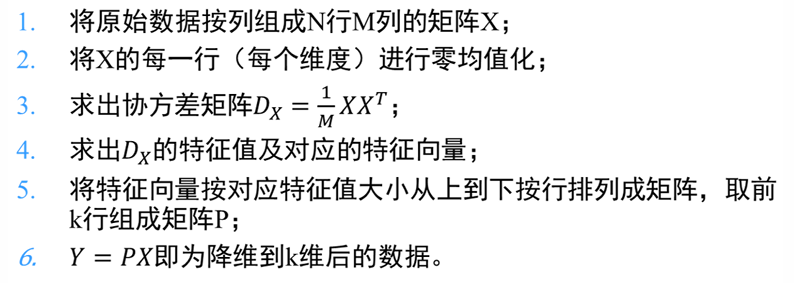 1. 将原始数据按列组成N行M列的矩阵X；
2. 将X的每一行（每个维度）进行零均值化；
3. 求出协方差矩阵$D_X = \frac{1}{M}XX^T$；
4. 求出$D_X$的特征值及对应的特征向量；
5. 将特征向量按对应特征值大小从上到下按行排列成矩阵，取前
k行组成矩阵P；
6. $Y = PX$即为降维到k维后的数据。